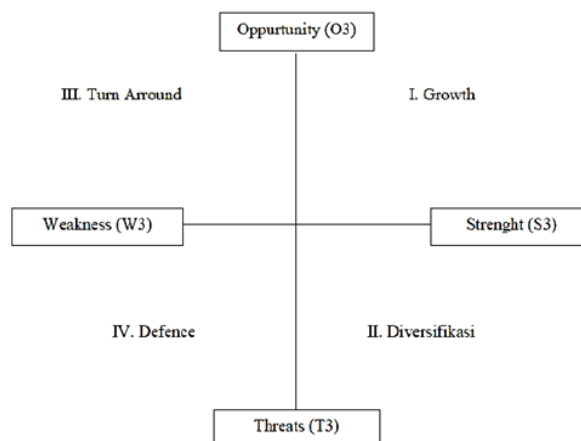 Oppurtunity (O3)
III. Turn Arround
I. Growth
Weakness (W3)
Strenght (S3)
IV. Defence
II. Diversifikasi
Threats (T3)